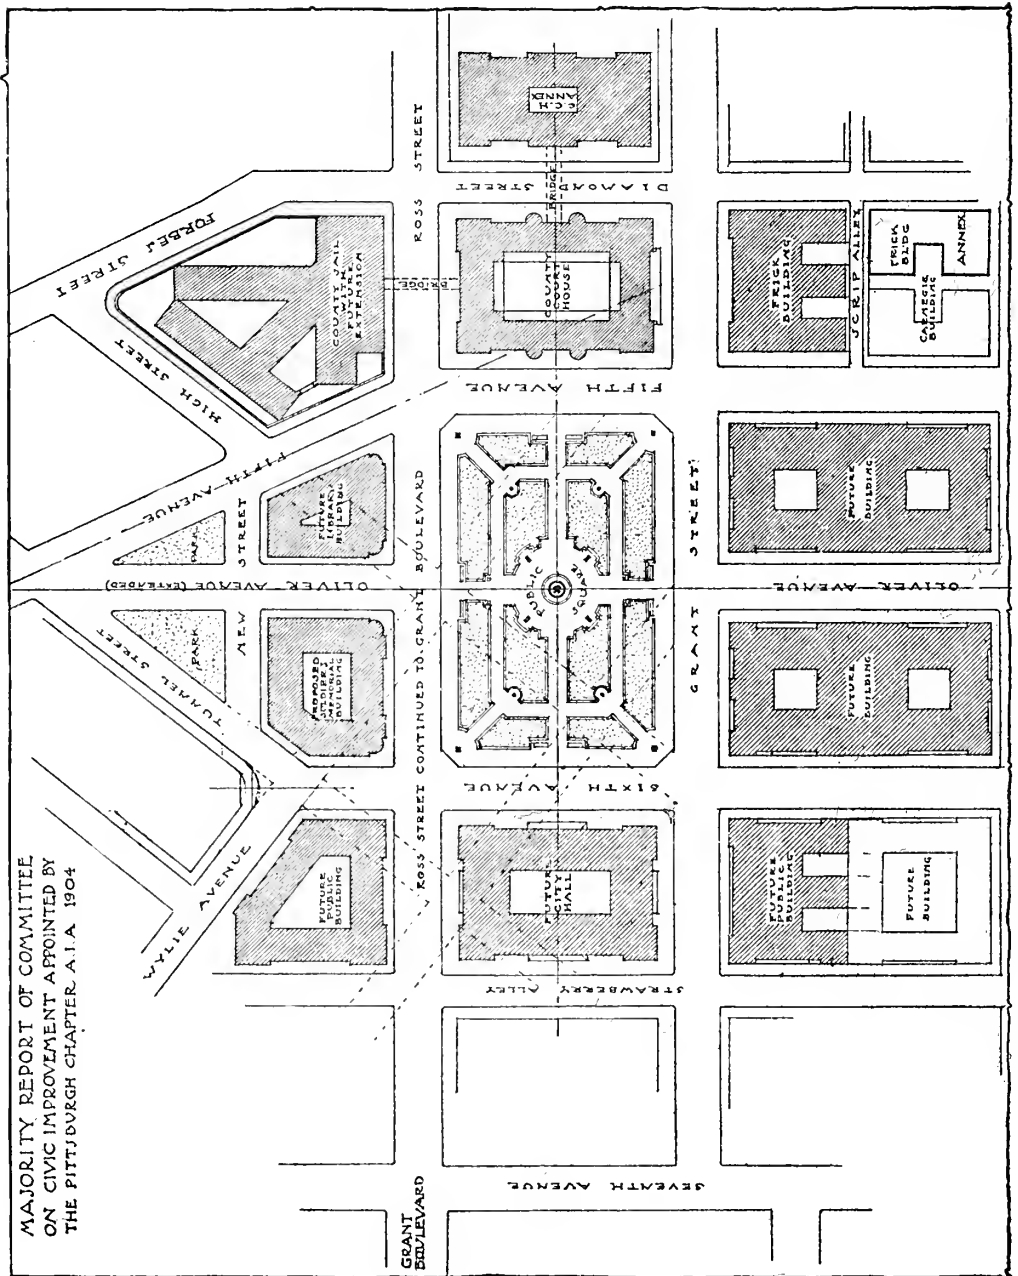 MAJORITY REPORT OF COMMITTEE
ON CIVIC IMPROVEMENT APPOINTED BY
THE PITTSBURGH CHAPTER A.I.A. 1904
FORBES STREET
HIGH STREET
FIFTH AVENUE
PARK
NEW STREET
OLIVER AVENUE (EXTENDED)
PARK
TUNNEL STREET
WYLIE AVENUE
COUNTY JAIL
WITH
FUTURE
EXTENSION
FUTURE
LIBRARY
BUILDING
PROPOSED
SOLDIERS
MEMORIAL
BUILDING
FUTURE
PUBLIC
BUILDING
ROSS STREET
BRIDGE
ROSS STREET CONTINUED TO GRANT BOULEVARD
GRANT
BOULEVARD
C.C.H.
ANNEX
DIAMOND STREET
BRIDGE
COUNTY
COURT
HOUSE
FIFTH AVENUE
PUBLIC
SQUARE
SIXTH AVENUE
FUTURE
CITY
HALL
STRAWBERRY ALLEY
SEVENTH AVENUE
GRANT STREET
FRICK
BUILDING
SCRIP ALLEY
FRICK
BLDG
ANNEX
CARNEGIE
BUILDING
FUTURE
BUILDING
OLIVER AVENUE
FUTURE
BUILDING
FUTURE
PUBLIC
BUILDING
FUTURE
BUILDING